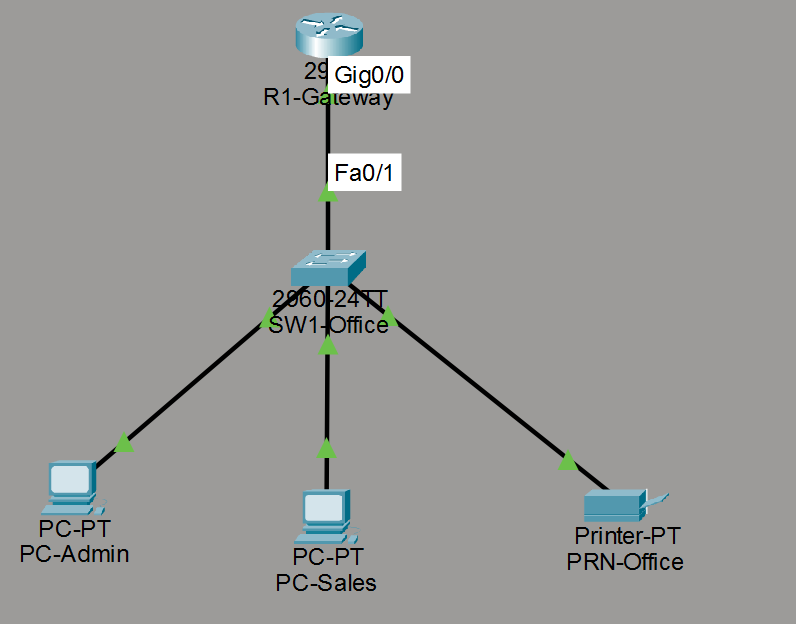 29
Gig0/0
R1-Gateway
Fa0/1
2960-24TT
SW1-Office
PC-PT
PC-Admin
PC-PT
PC-Sales
Printer-PT
PRN-Office